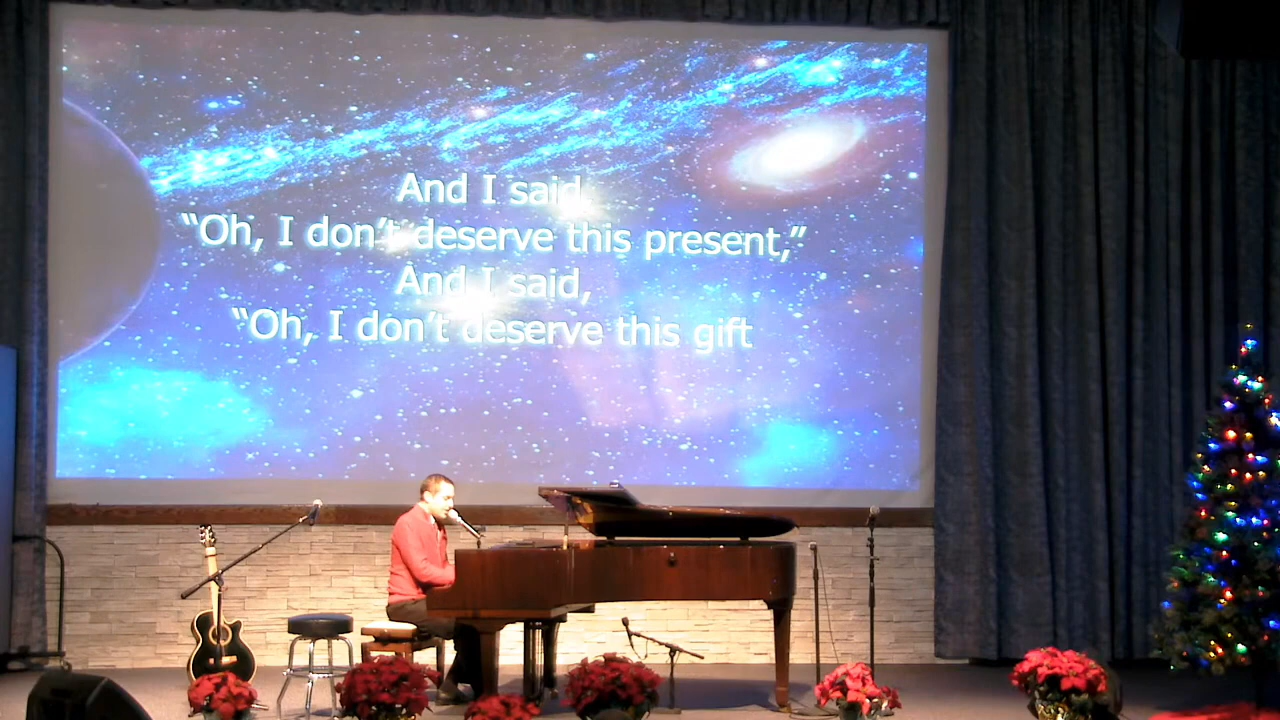 And I said,
“Oh, I don’t deserve this present,”
And I said,
“Oh, I don’t deserve this gift